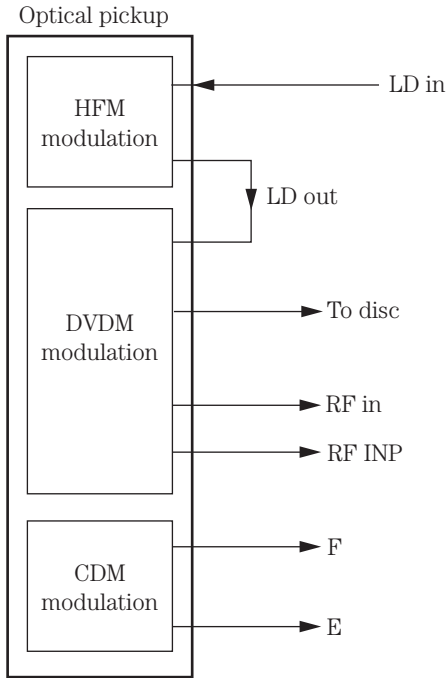 Optical pickup
HFM
modulation
LD in
LD out
DVDM
modulation
To disc
RF in
RF INP
CDM
modulation
F
E